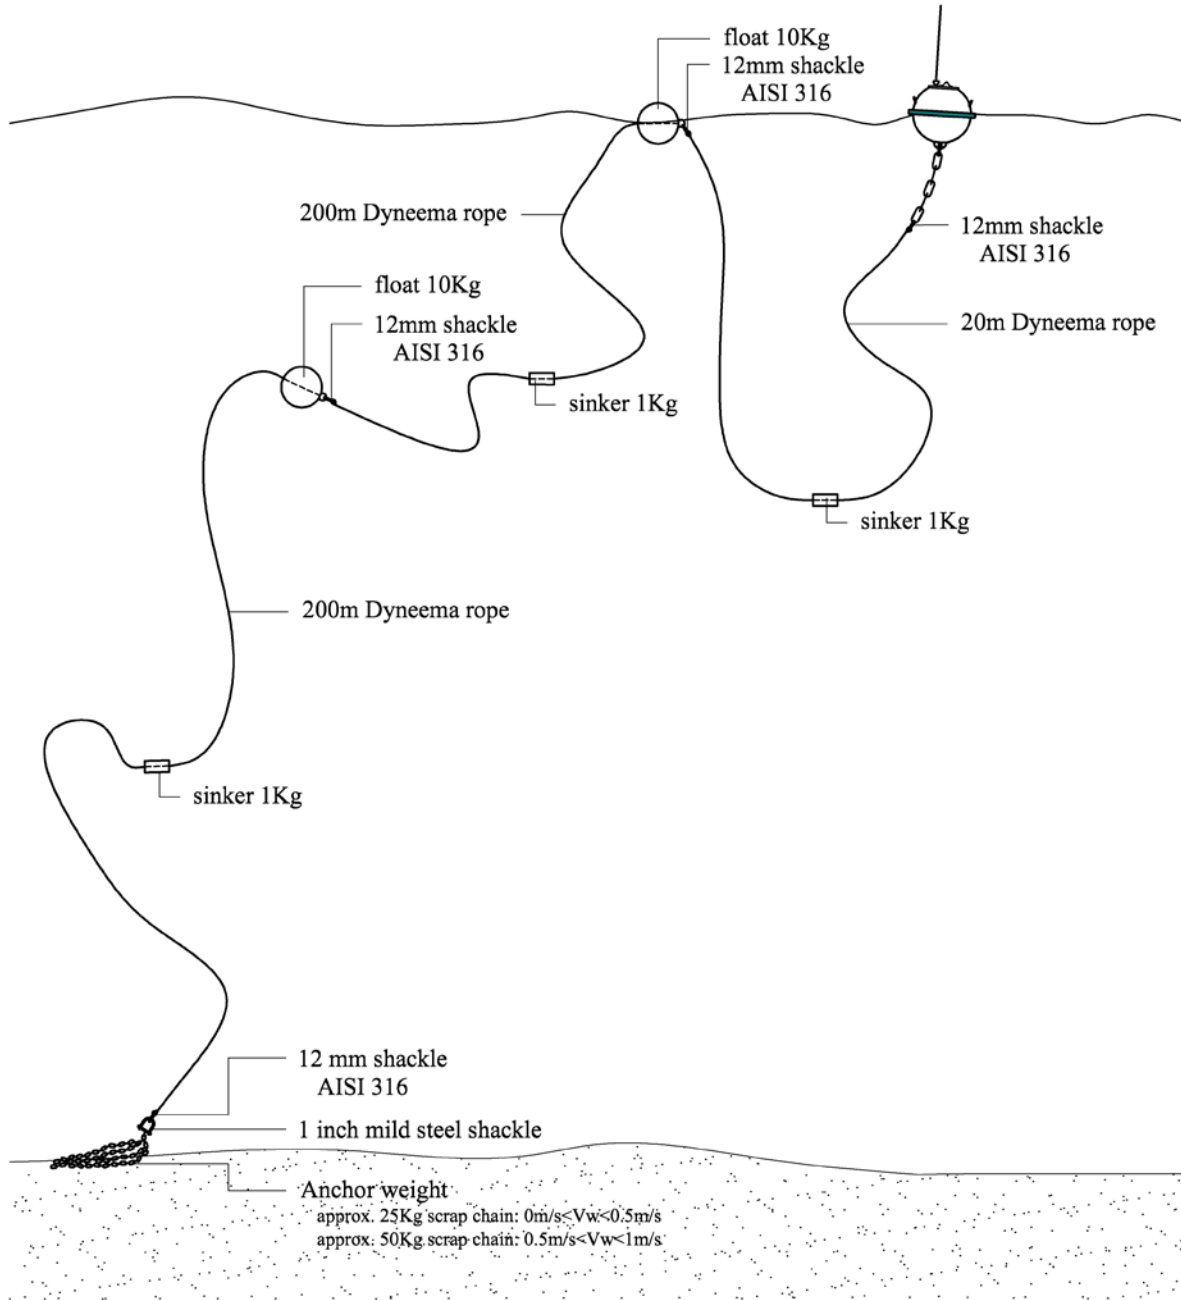 float 10Kg
12mm shackle
AISI 316
200m Dyneema rope
12mm shackle
AISI 316
float 10Kg
12mm shackle
AISI 316
20m Dyneema rope
sinker 1Kg
sinker 1Kg
200m Dyneema rope
sinker 1Kg
12 mm shackle
AISI 316
1 inch mild steel shackle
Anchor weight
approx. 25Kg scrap chain: 0m/s<Vw<0.5m/s
approx. 50Kg scrap chain: 0.5m/s<Vw<1m/s